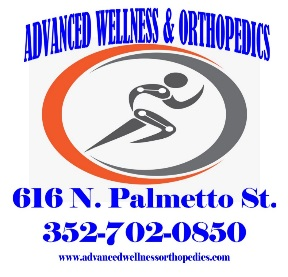 ADVANCED WELLNESS & ORTHOPEDICS
616 N. Palmetto St.
352-702-0850
www.advancedwellnessorthopedics.com